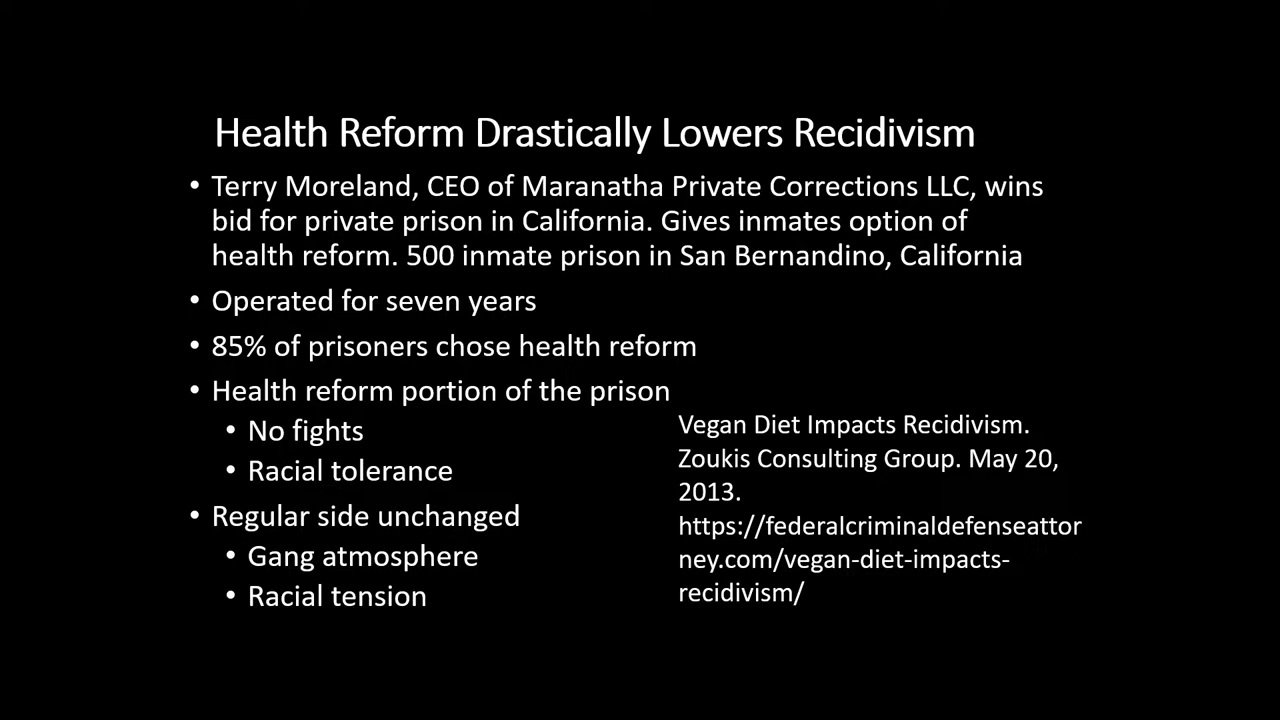 Health Reform Drastically Lowers Recidivism
• Terry Moreland, CEO of Maranatha Private Corrections LLC, wins
bid for private prison in California. Gives inmates option of
health reform. 500 inmate prison in San Bernandino, California
• Operated for seven years
• 85% of prisoners chose health reform
• Health reform portion of the prison
• No fights
• Racial tolerance
• Regular side unchanged
• Gang atmosphere
• Racial tension
Vegan Diet Impacts Recidivism.
Zoukis Consulting Group. May 20,
2013.
https://federalcriminaldefenseattor
ney.com/vegan-diet-impacts-
recidivism/